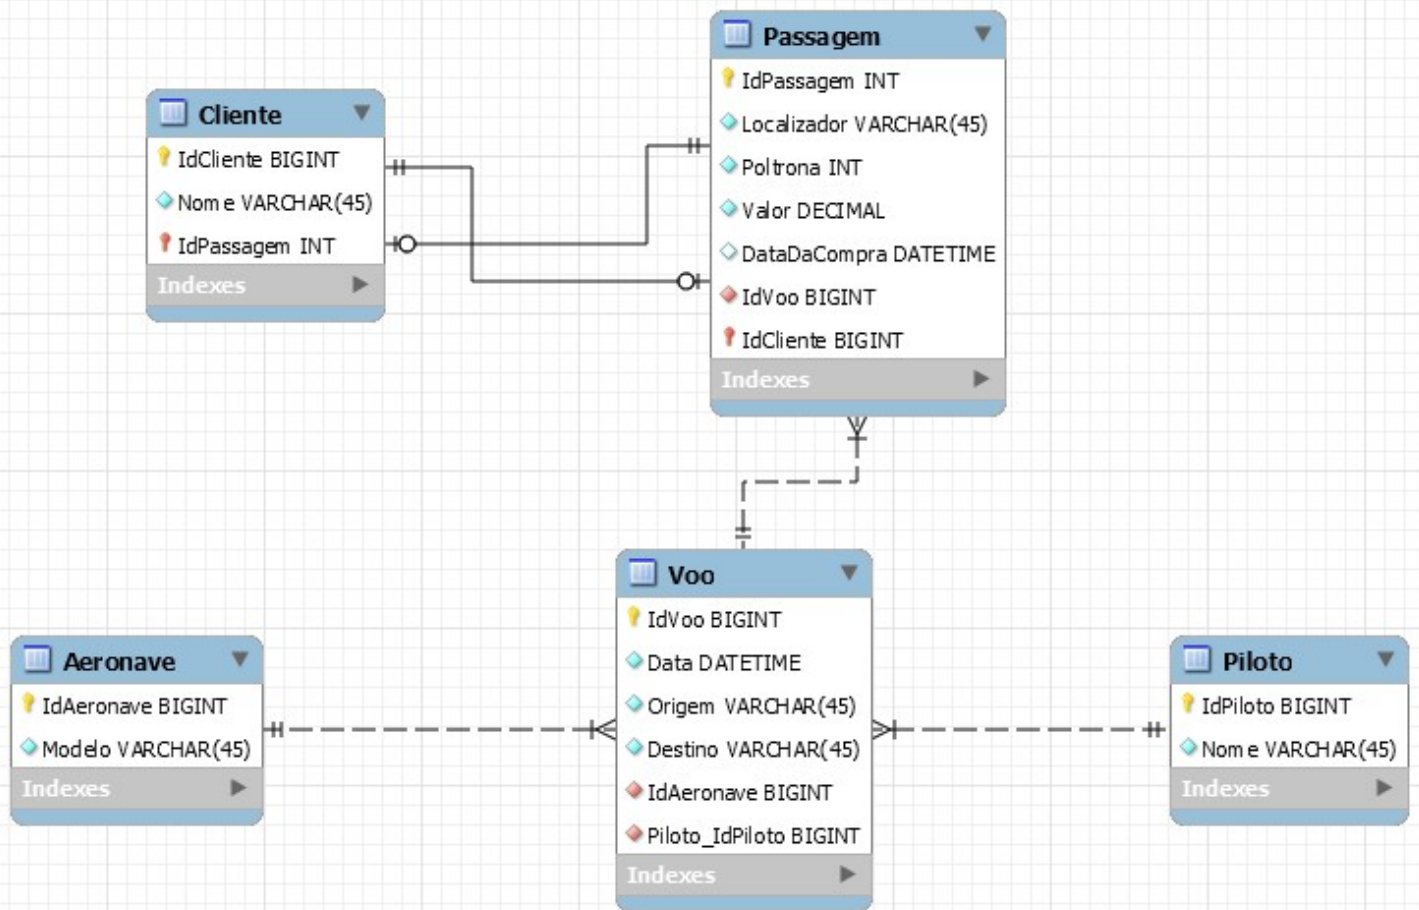 Passagem
IdPassagem INT
Localizador VARCHAR(45)
Poltrona INT
Valor DECIMAL
DataDaCompra DATETIME
IdVoo BIGINT
IdCliente BIGINT
Indexes
Cliente
IdCliente BIGINT
Nome VARCHAR(45)
IdPassagem INT
Indexes
Voo
IdVoo BIGINT
Data DATETIME
Origem VARCHAR(45)
Destino VARCHAR(45)
IdAeronave BIGINT
Piloto_IdPiloto BIGINT
Indexes
Aeronave
IdAeronave BIGINT
Modelo VARCHAR(45)
Indexes
Piloto
IdPiloto BIGINT
Nome VARCHAR(45)
Indexes